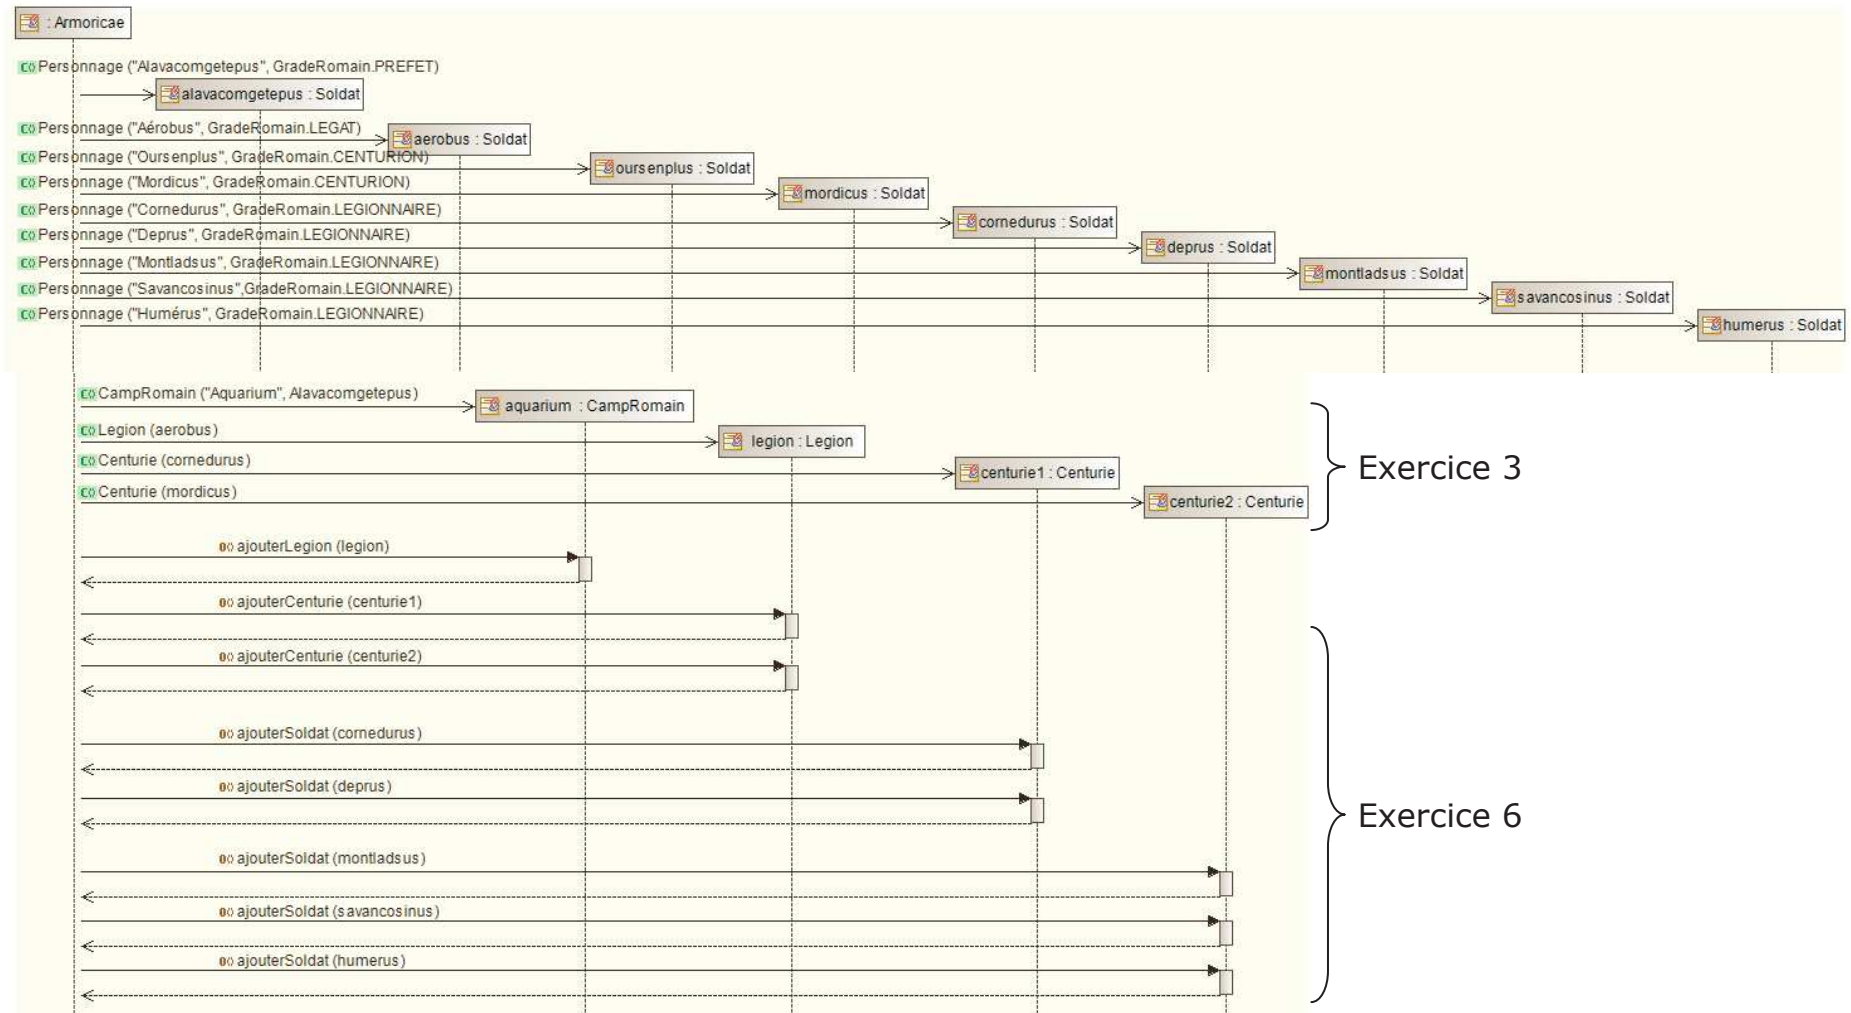 : Armoricae
Personnage ("Alavacomgetepus", GradeRomain.PREFET)
alavacomgetepus : Soldat
Personnage ("Aérobus", GradeRomain.LEGAT)
aerobus : Soldat
Personnage ("Oursenplus", GradeRomain.CENTURION)
oursenplus : Soldat
Personnage ("Mordicus", GradeRomain.CENTURION)
mordicus : Soldat
Personnage ("Cornedurus", GradeRomain.LEGIONNAIRE)
cornedurus : Soldat
Personnage ("Deprus", GradeRomain.LEGIONNAIRE)
deprus : Soldat
Personnage ("Montladsus", GradeRomain.LEGIONNAIRE)
montladsus : Soldat
Personnage ("Savancosinus",GradeRomain.LEGIONNAIRE)
savancosinus : Soldat
Personnage ("Humérus", GradeRomain.LEGIONNAIRE)
humerus : Soldat
CampRomain ("Aquarium", Alavacomgetepus)
aquarium : CampRomain
Legion (aerobus)
legion : Legion
Centurie (cornedurus)
centurie1 : Centurie
Centurie (mordicus)
centurie2 : Centurie
Exercice 3
ajouterLegion (legion)
ajouterCenturie (centurie1)
ajouterCenturie (centurie2)
ajouterSoldat (cornedurus)
ajouterSoldat (deprus)
Exercice 6
ajouterSoldat (montladsus)
ajouterSoldat (savancosinus)
ajouterSoldat (humerus)